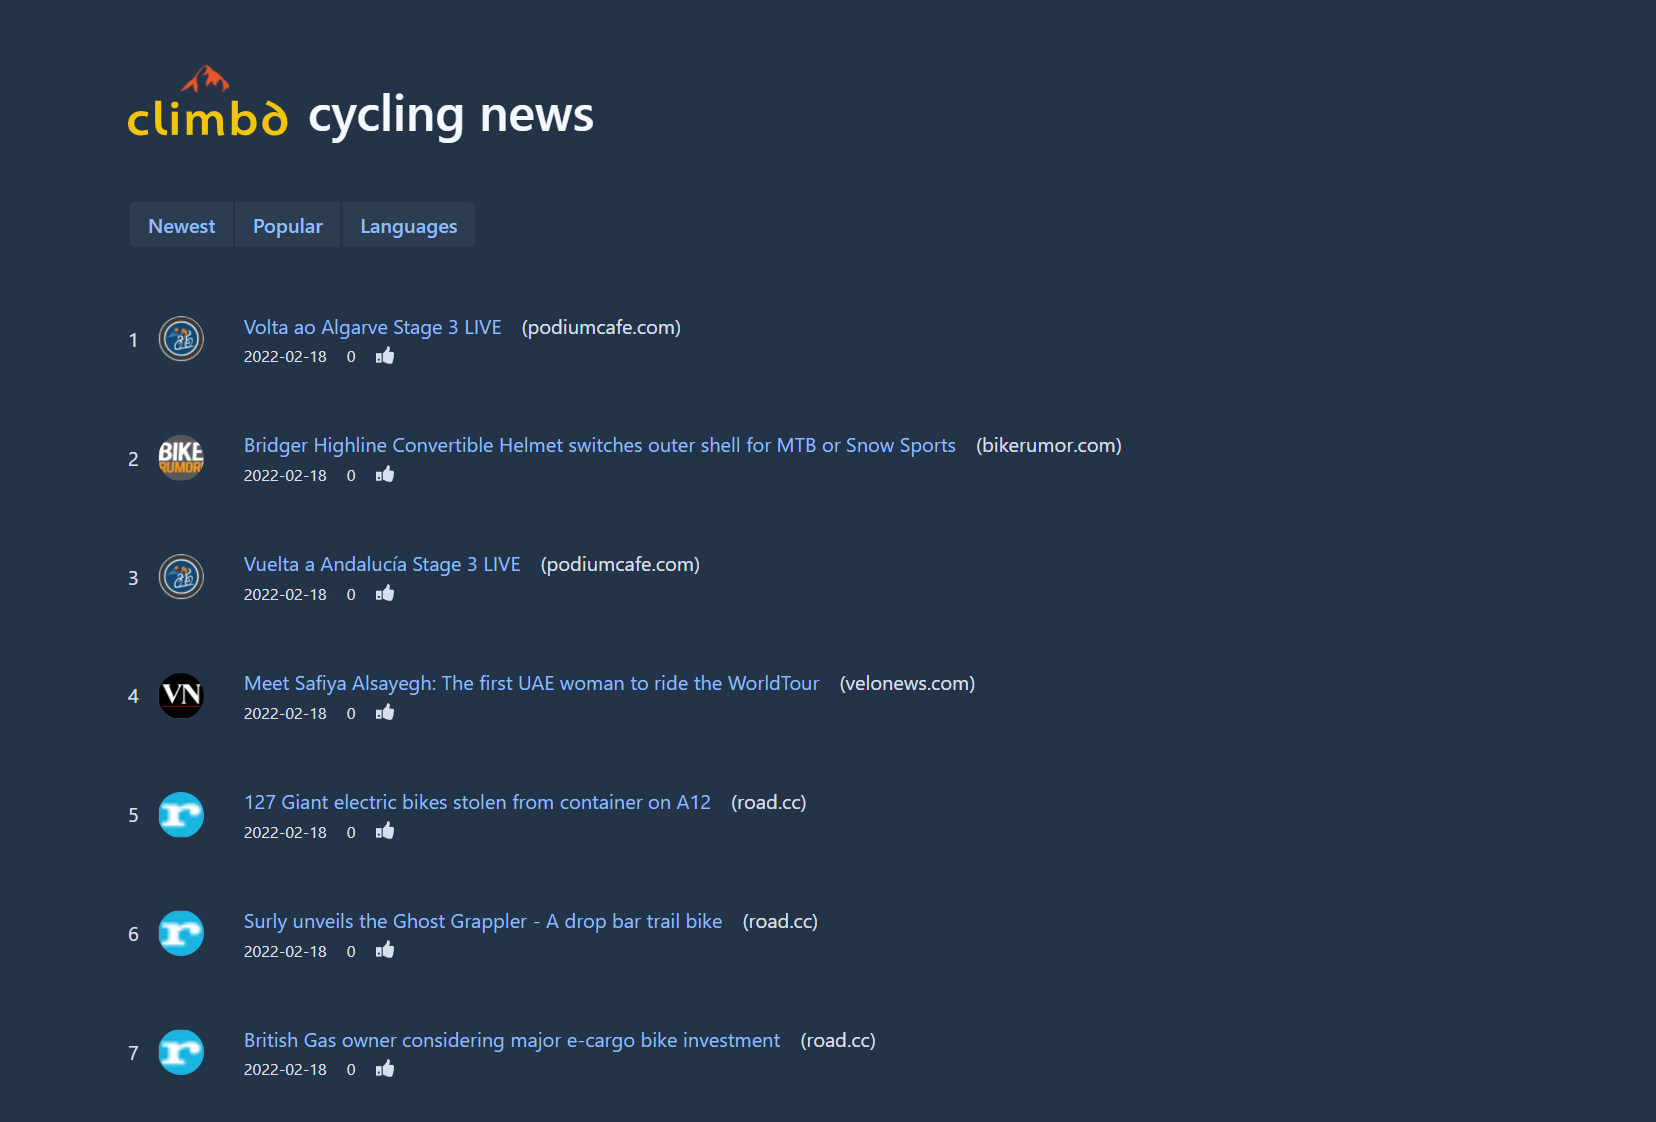 climbd cycling news
Newest Popular Languages
1 Volta ao Algarve Stage 3 LIVE (podiumcafe.com)
2022-02-18 0
2 BIKE RUMOR Bridger Highline Convertible Helmet switches outer shell for MTB or Snow Sports (bikerumor.com)
2022-02-18 0
3 Vuelta a Andalucía Stage 3 LIVE (podiumcafe.com)
2022-02-18 0
4 VN Meet Safiya Alsayegh: The first UAE woman to ride the WorldTour (velonews.com)
2022-02-18 0
5 r 127 Giant electric bikes stolen from container on A12 (road.cc)
2022-02-18 0
6 r Surly unveils the Ghost Grappler - A drop bar trail bike (road.cc)
2022-02-18 0
7 r British Gas owner considering major e-cargo bike investment (road.cc)
2022-02-18 0